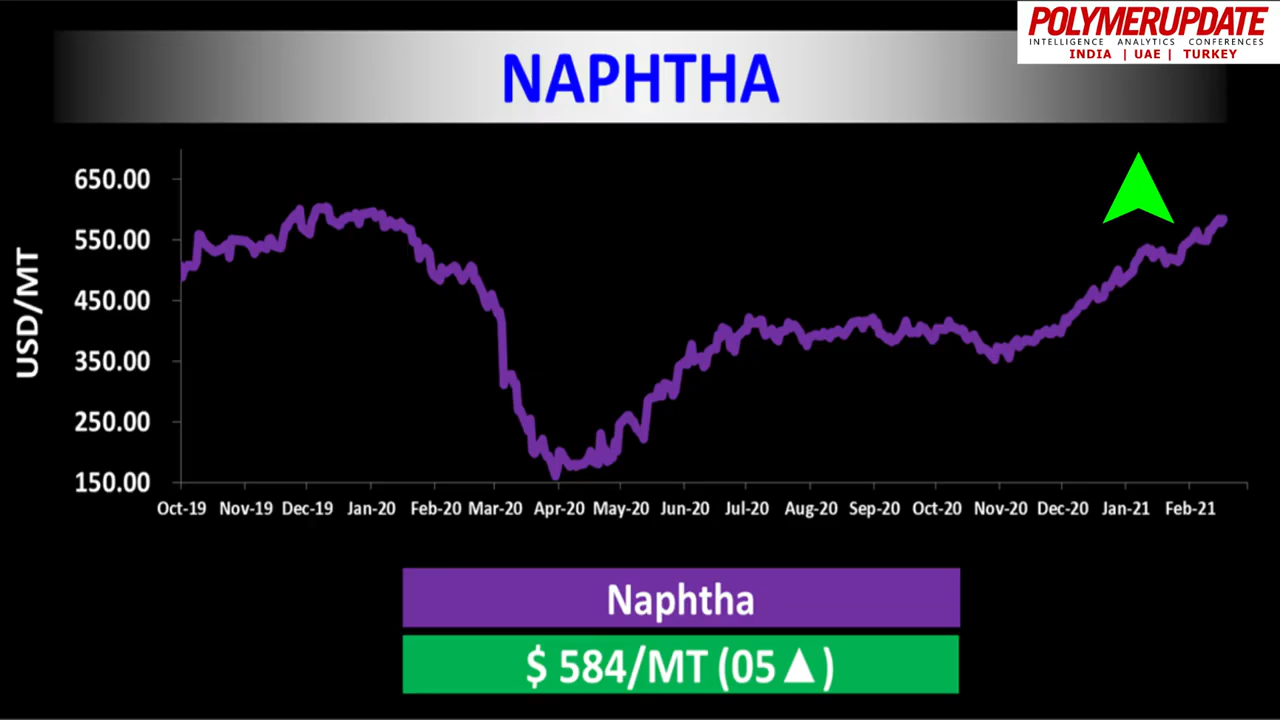 POLYMERUPDATE
INTELLIGENCE ANALYTICS CONFERENCES
INDIA | UAE | TURKEY
NAPHTHA
USD/MT
650.00
550.00
450.00
350.00
250.00
150.00
Oct-19 Nov-19 Dec-19 Jan-20 Feb-20 Mar-20 Apr-20 May-20 Jun-20 Jul-20 Aug-20 Sep-20 Oct-20 Nov-20 Dec-20 Jan-21 Feb-21
Naphtha
$ 584/MT (05▲)